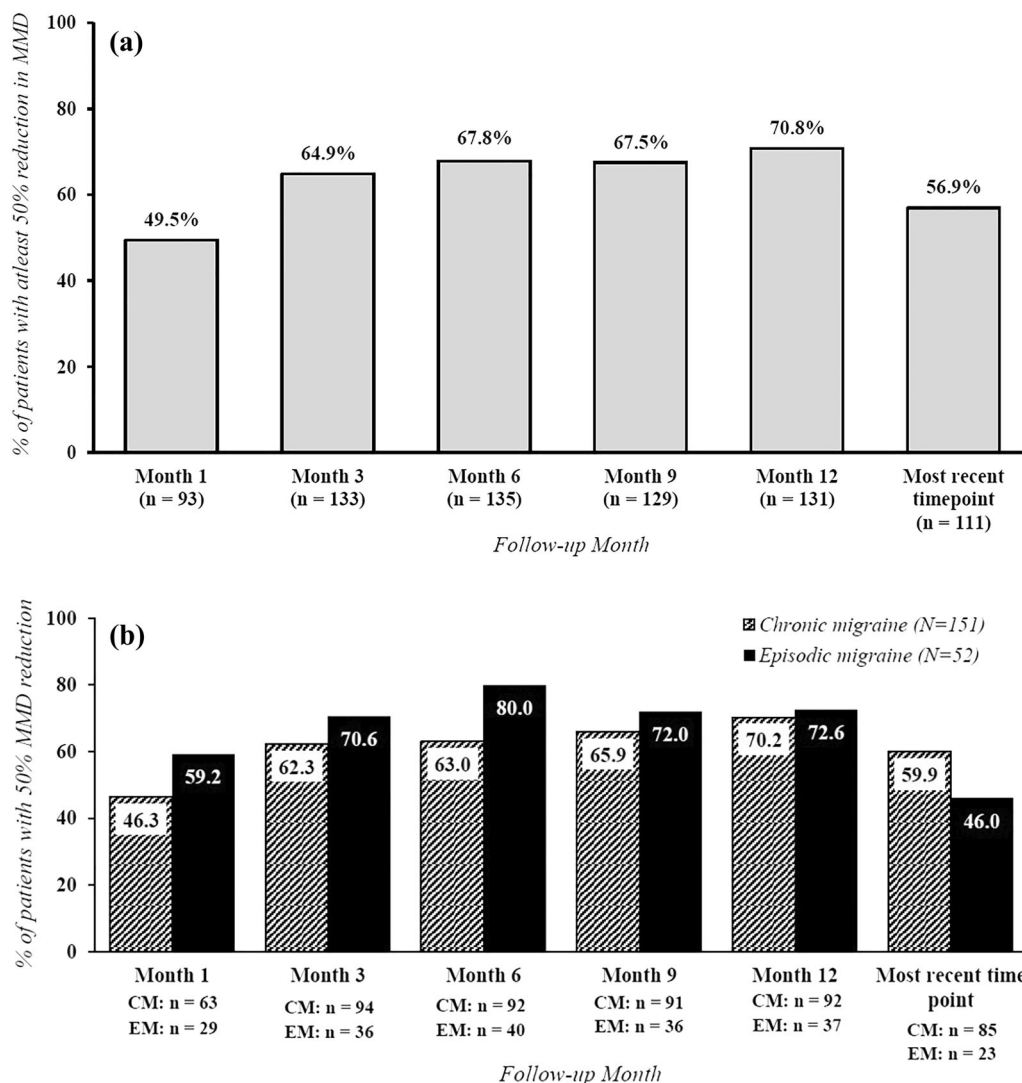 (a)
% of patients with atleast 50% reduction in MMD
100
80
60
40
20
0
49.5%
64.9%
67.8%
67.5%
70.8%
56.9%
Month 1
(n = 93)
Month 3
(n = 133)
Month 6
(n = 135)
Month 9
(n = 129)
Month 12
(n = 131)
Most recent
timepoint
(n = 111)
Follow-up Month
(b)
% of patients with 50% MMD reduction
100
80
60
40
20
0
Chronic migraine (N=151)
Episodic migraine (N=52)
46.3
59.2
62.3
70.6
63.0
80.0
65.9
72.0
70.2
72.6
59.9
46.0
Month 1
CM: n = 63
EM: n = 29
Month 3
CM: n = 94
EM: n = 36
Month 6
CM: n = 92
EM: n = 40
Month 9
CM: n = 91
EM: n = 36
Month 12
CM: n = 92
EM: n = 37
Most recent time
point
CM: n = 85
EM: n = 23
Follow-up Month